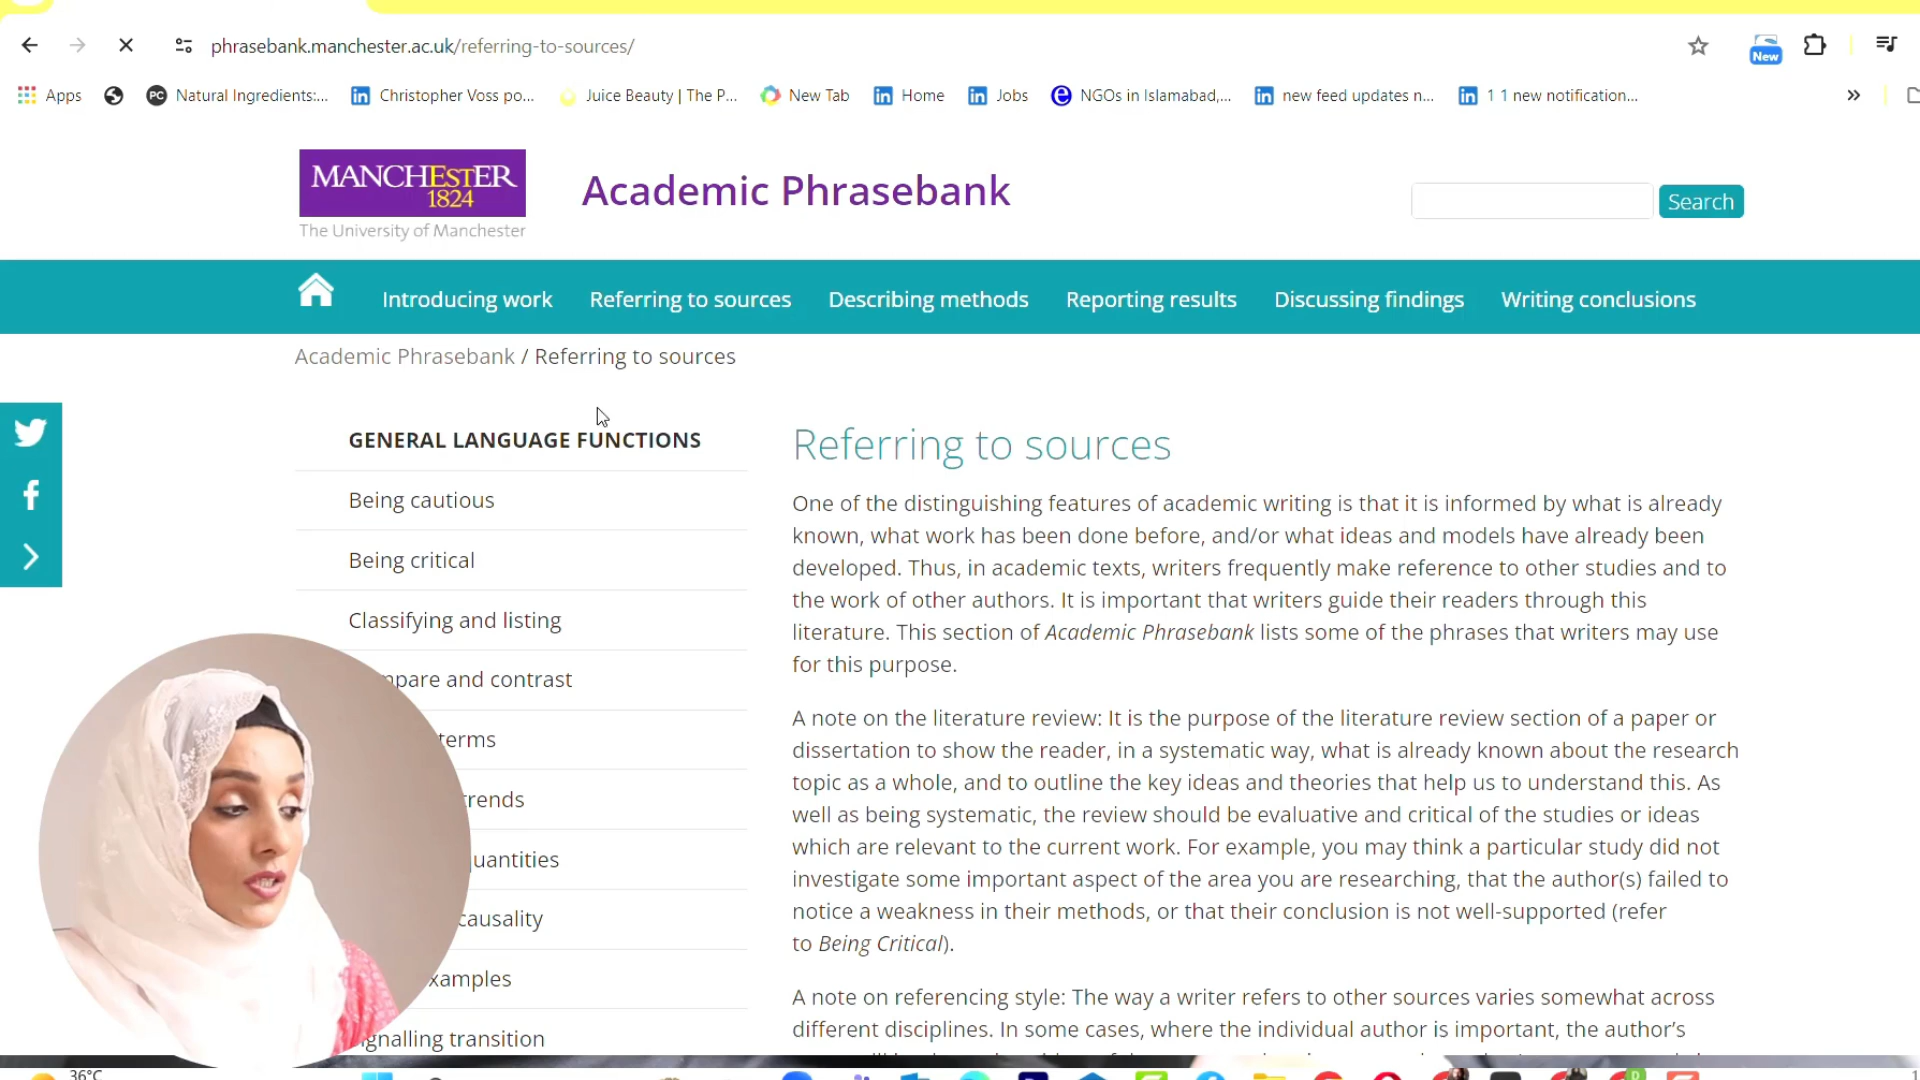 phrasebank.manchester.ac.uk/referring-to-sources/
New
Apps
PC
Natural Ingredients:...
in
Christopher Voss po...
Juice Beauty | The P...
New Tab
in
Home
in
Jobs
e
NGOs in Islamabad,...
in
new feed updates n...
in
1 1 new notification...
MANCHESTER
1824
The University of Manchester
Academic Phrasebank
Search
Introducing work
Referring to sources
Describing methods
Reporting results
Discussing findings
Writing conclusions
Academic Phrasebank / Referring to sources
GENERAL LANGUAGE FUNCTIONS
Being cautious
Being critical
Classifying and listing
mpare and contrast
terms
trends
uantities
causality
xamples
gnalling transition
Referring to sources
One of the distinguishing features of academic writing is that it is informed by what is already
known, what work has been done before, and/or what ideas and models have already been
developed. Thus, in academic texts, writers frequently make reference to other studies and to
the work of other authors. It is important that writers guide their readers through this
literature. This section of Academic Phrasebank lists some of the phrases that writers may use
for this purpose.
A note on the literature review: It is the purpose of the literature review section of a paper or
dissertation to show the reader, in a systematic way, what is already known about the research
topic as a whole, and to outline the key ideas and theories that help us to understand this. As
well as being systematic, the review should be evaluative and critical of the studies or ideas
which are relevant to the current work. For example, you may think a particular study did not
investigate some important aspect of the area you are researching, that the author(s) failed to
notice a weakness in their methods, or that their conclusion is not well-supported (refer
to Being Critical).
A note on referencing style: The way a writer refers to other sources varies somewhat across
different disciplines. In some cases, where the individual author is important, the author's
36°C